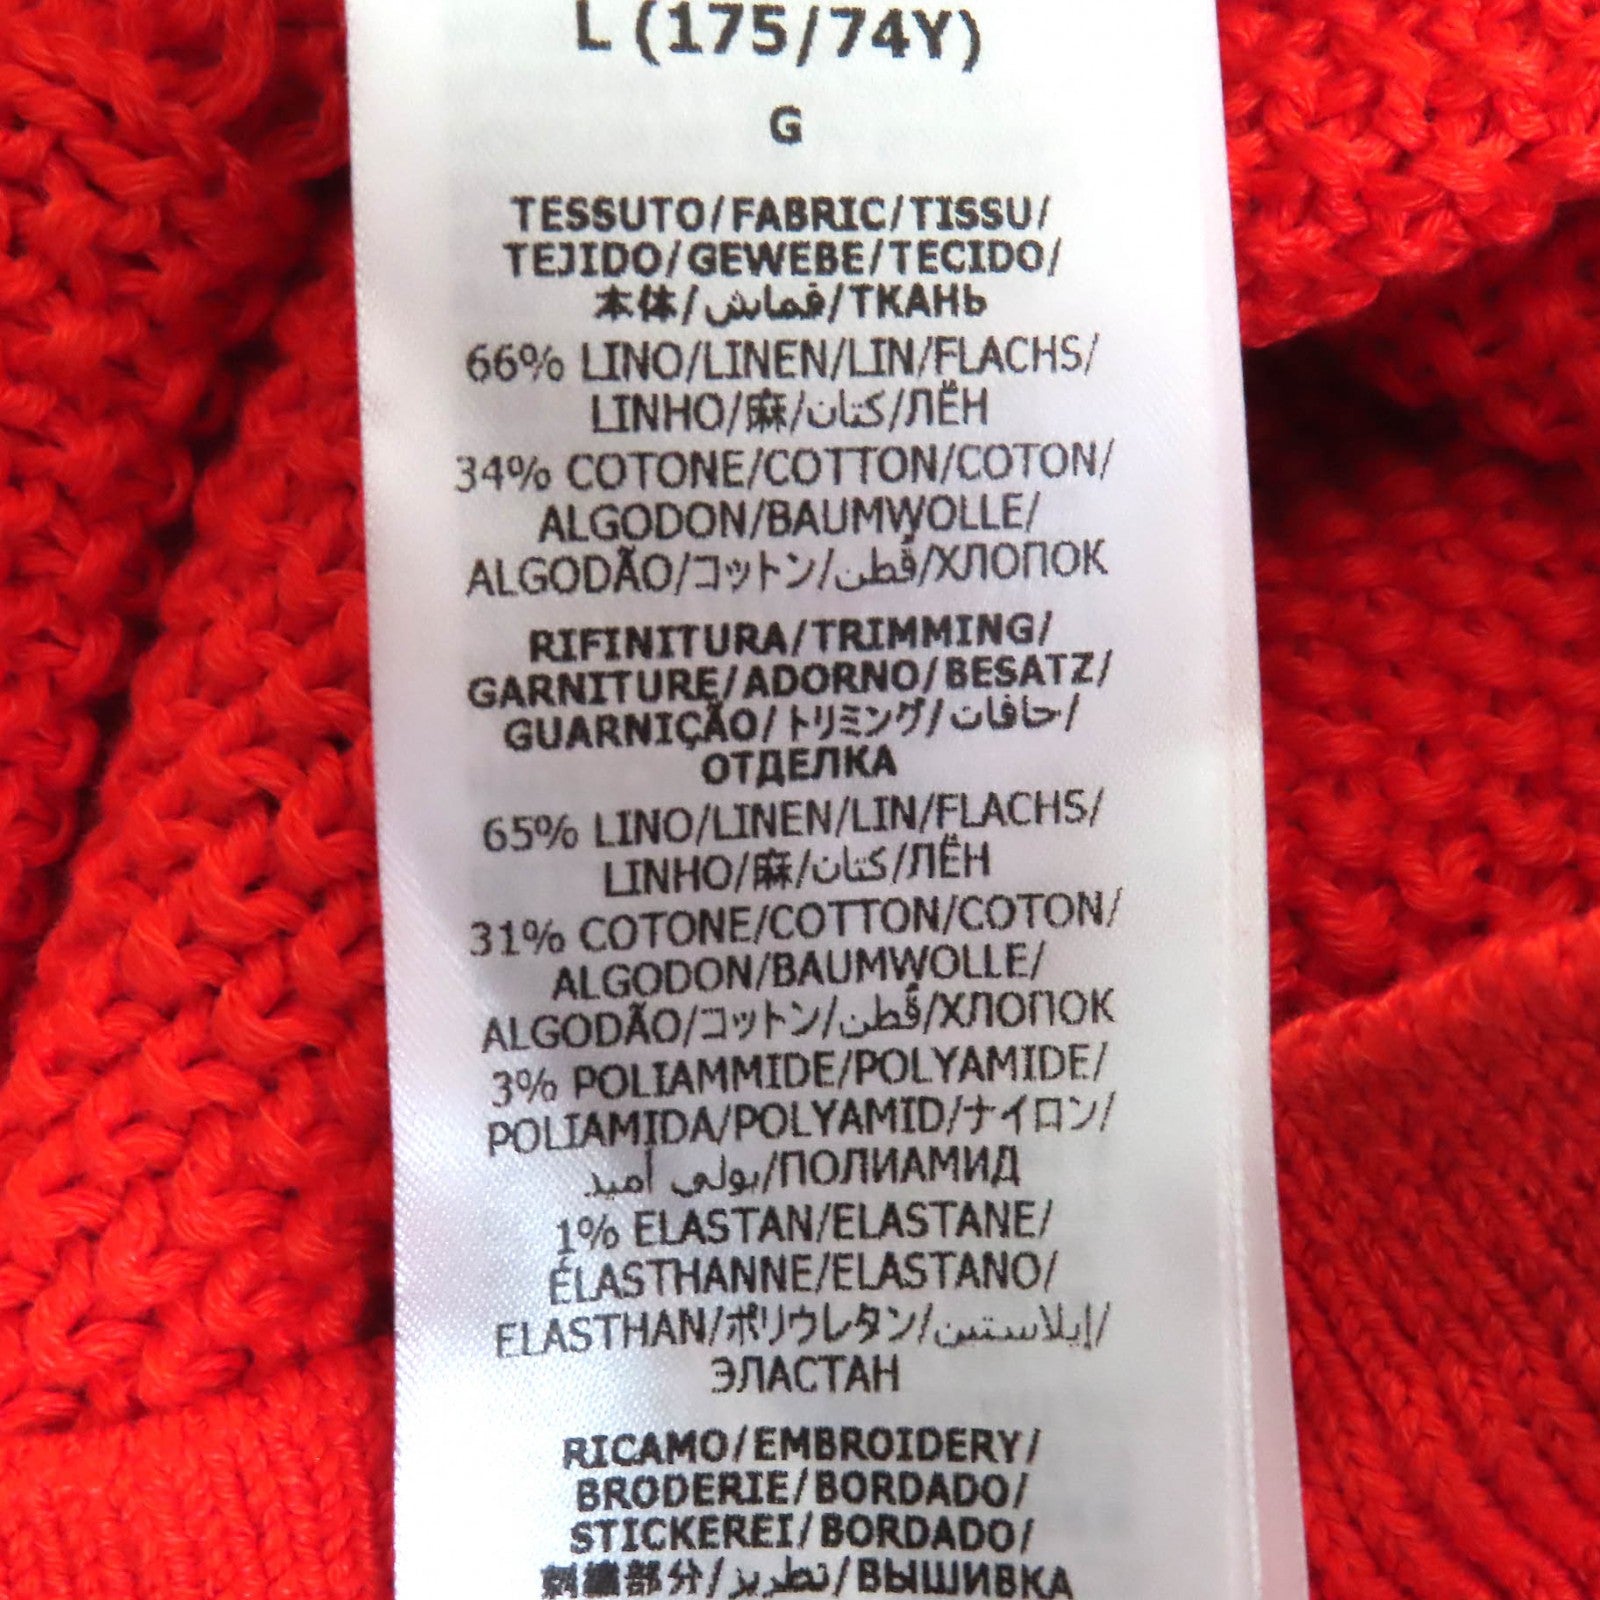 L (175/74Y)
G
TESSUTO/FABRIC/TISSU/
TEJIDO/GEWEBE/TECIDO/
本体/قماش/ТКАНЬ
66% LINO/LINEN/LIN/FLACHS/
LINHO/麻/كتان/ЛЁН
34% COTONE/COTTON/COTON/
ALGODON/BAUMWOLLE/
ALGODÃO/コットン/قُطن/ХЛОПОК
RIFINITURA/TRIMMING/
GARNITURE/ADORNO/BESATZ/
GUARNIÇÃO/トリミング/حافات/
ОТДЕЛКА
65% LINO/LINEN/LIN/FLACHS/
LINHO/麻/كتان/ЛЁН
31% COTONE/COTTON/COTON/
ALGODON/BAUMWOLLE/
ALGODÃO/コットン/قُطن/ХЛОПОК
3% POLIAMMIDE/POLYAMIDE/
POLIAMIDA/POLYAMID/ナイロン/
بولي أميد/ПОЛИАМИД
1% ELASTAN/ELASTANE/
ÉLASTHANNE/ELASTANO/
ELASTHAN/ポリウレタン/إيلاستين/
ЭЛАСТАН
RICAMO/EMBROIDERY/
BRODERIE/BORDADO/
STICKEREI/BORDADO/
刺繍部分/تطريز/ВЫШИВКА